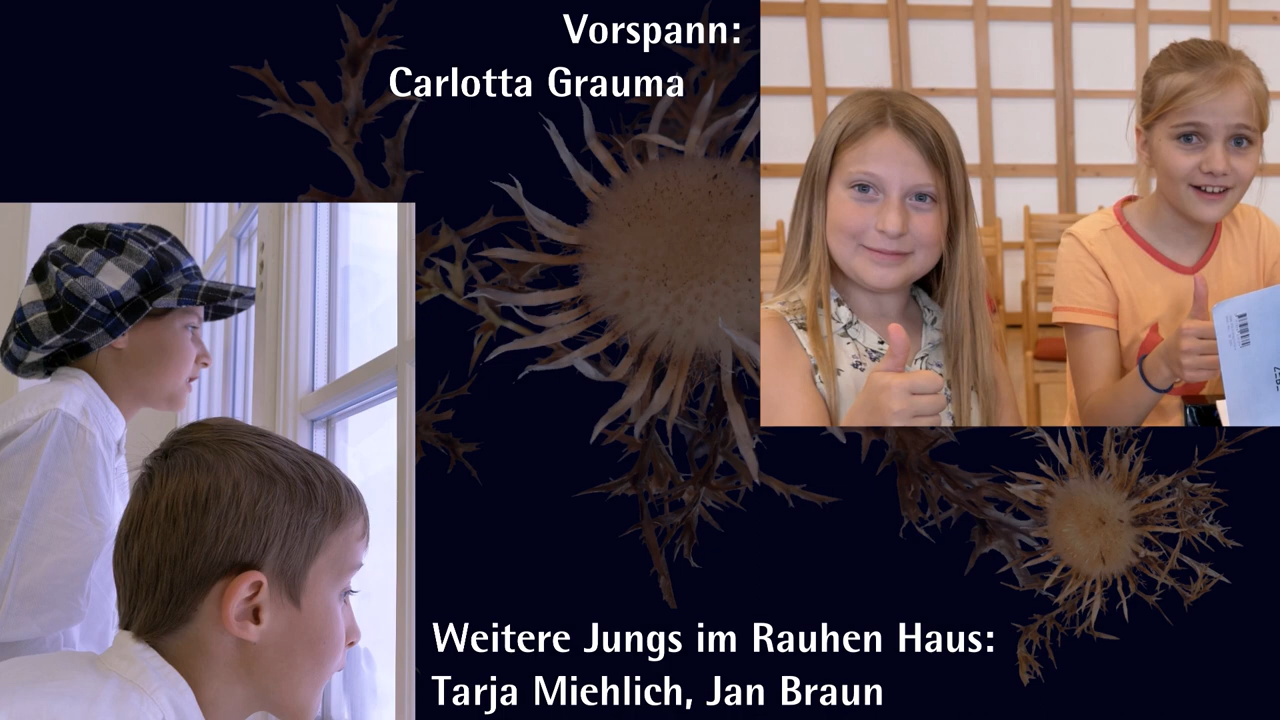 Vorspann:
Carlotta Grauma
Weitere Jungs im Rauhen Haus:
Tarja Miehlich, Jan Braun